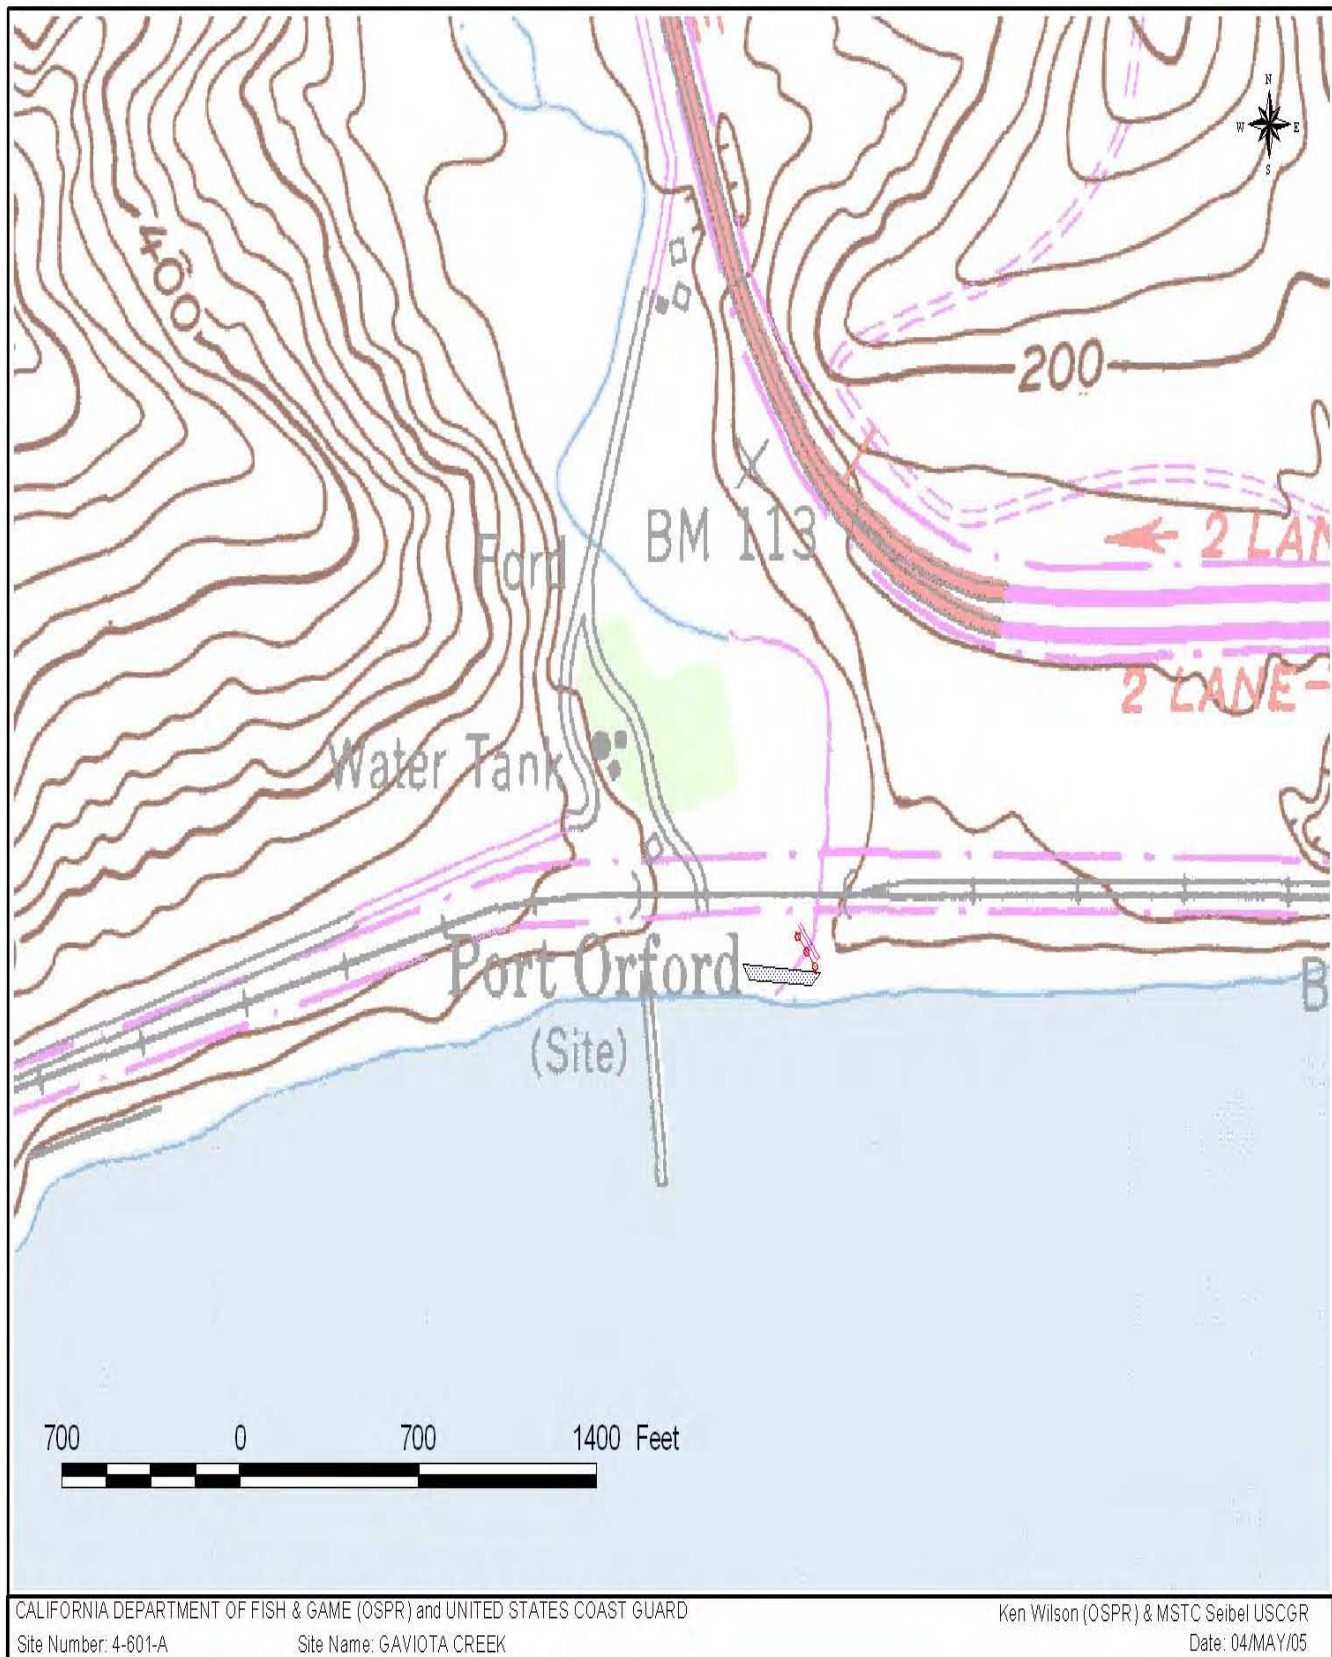 N
W E
S
400
200
BM 113
Ford
2 LAN
2 LANE
Water Tank
Port Orford
(Site)
B
700 0 700 1400 Feet
CALIFORNIA DEPARTMENT OF FISH & GAME (OSPR) and UNITED STATES COAST GUARD
Ken Wilson (OSPR) & MSTC Seibel USCGR
Site Number: 4-601-A Site Name: GAVIOTA CREEK
Date: 04/MAY/05